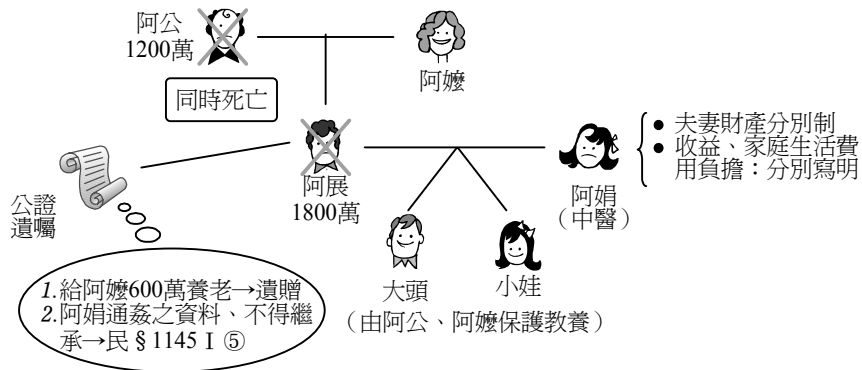 阿公
1200萬
阿嬤
同時死亡
阿展
1800萬
阿娟
（中醫）
● 夫妻財產分別制
● 收益、家庭生活費
用負擔：分別寫明
公證
遺囑
1.給阿嬤600萬養老→遺贈
2.阿娟通姦之資料、不得繼
承→民§1145Ⅰ⑤
大頭
小娃
（由阿公、阿嬤保護教養）